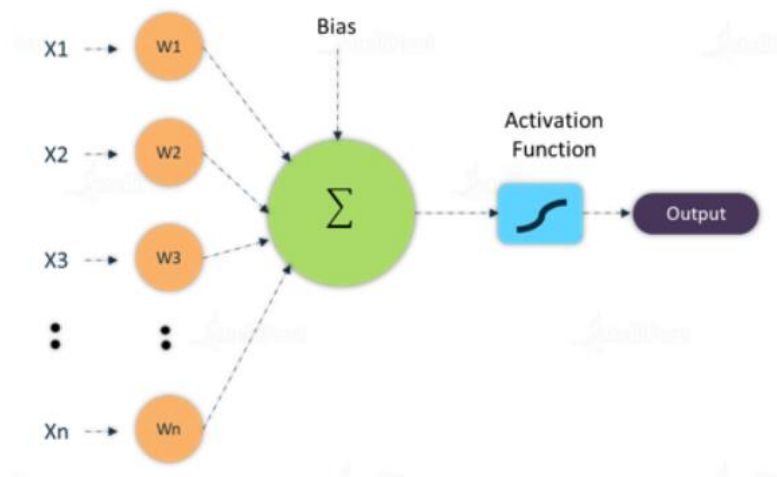 X1
W1
Bias
X2
W2
Activation
Function
Σ
Output
X3
W3
Xn
Wn